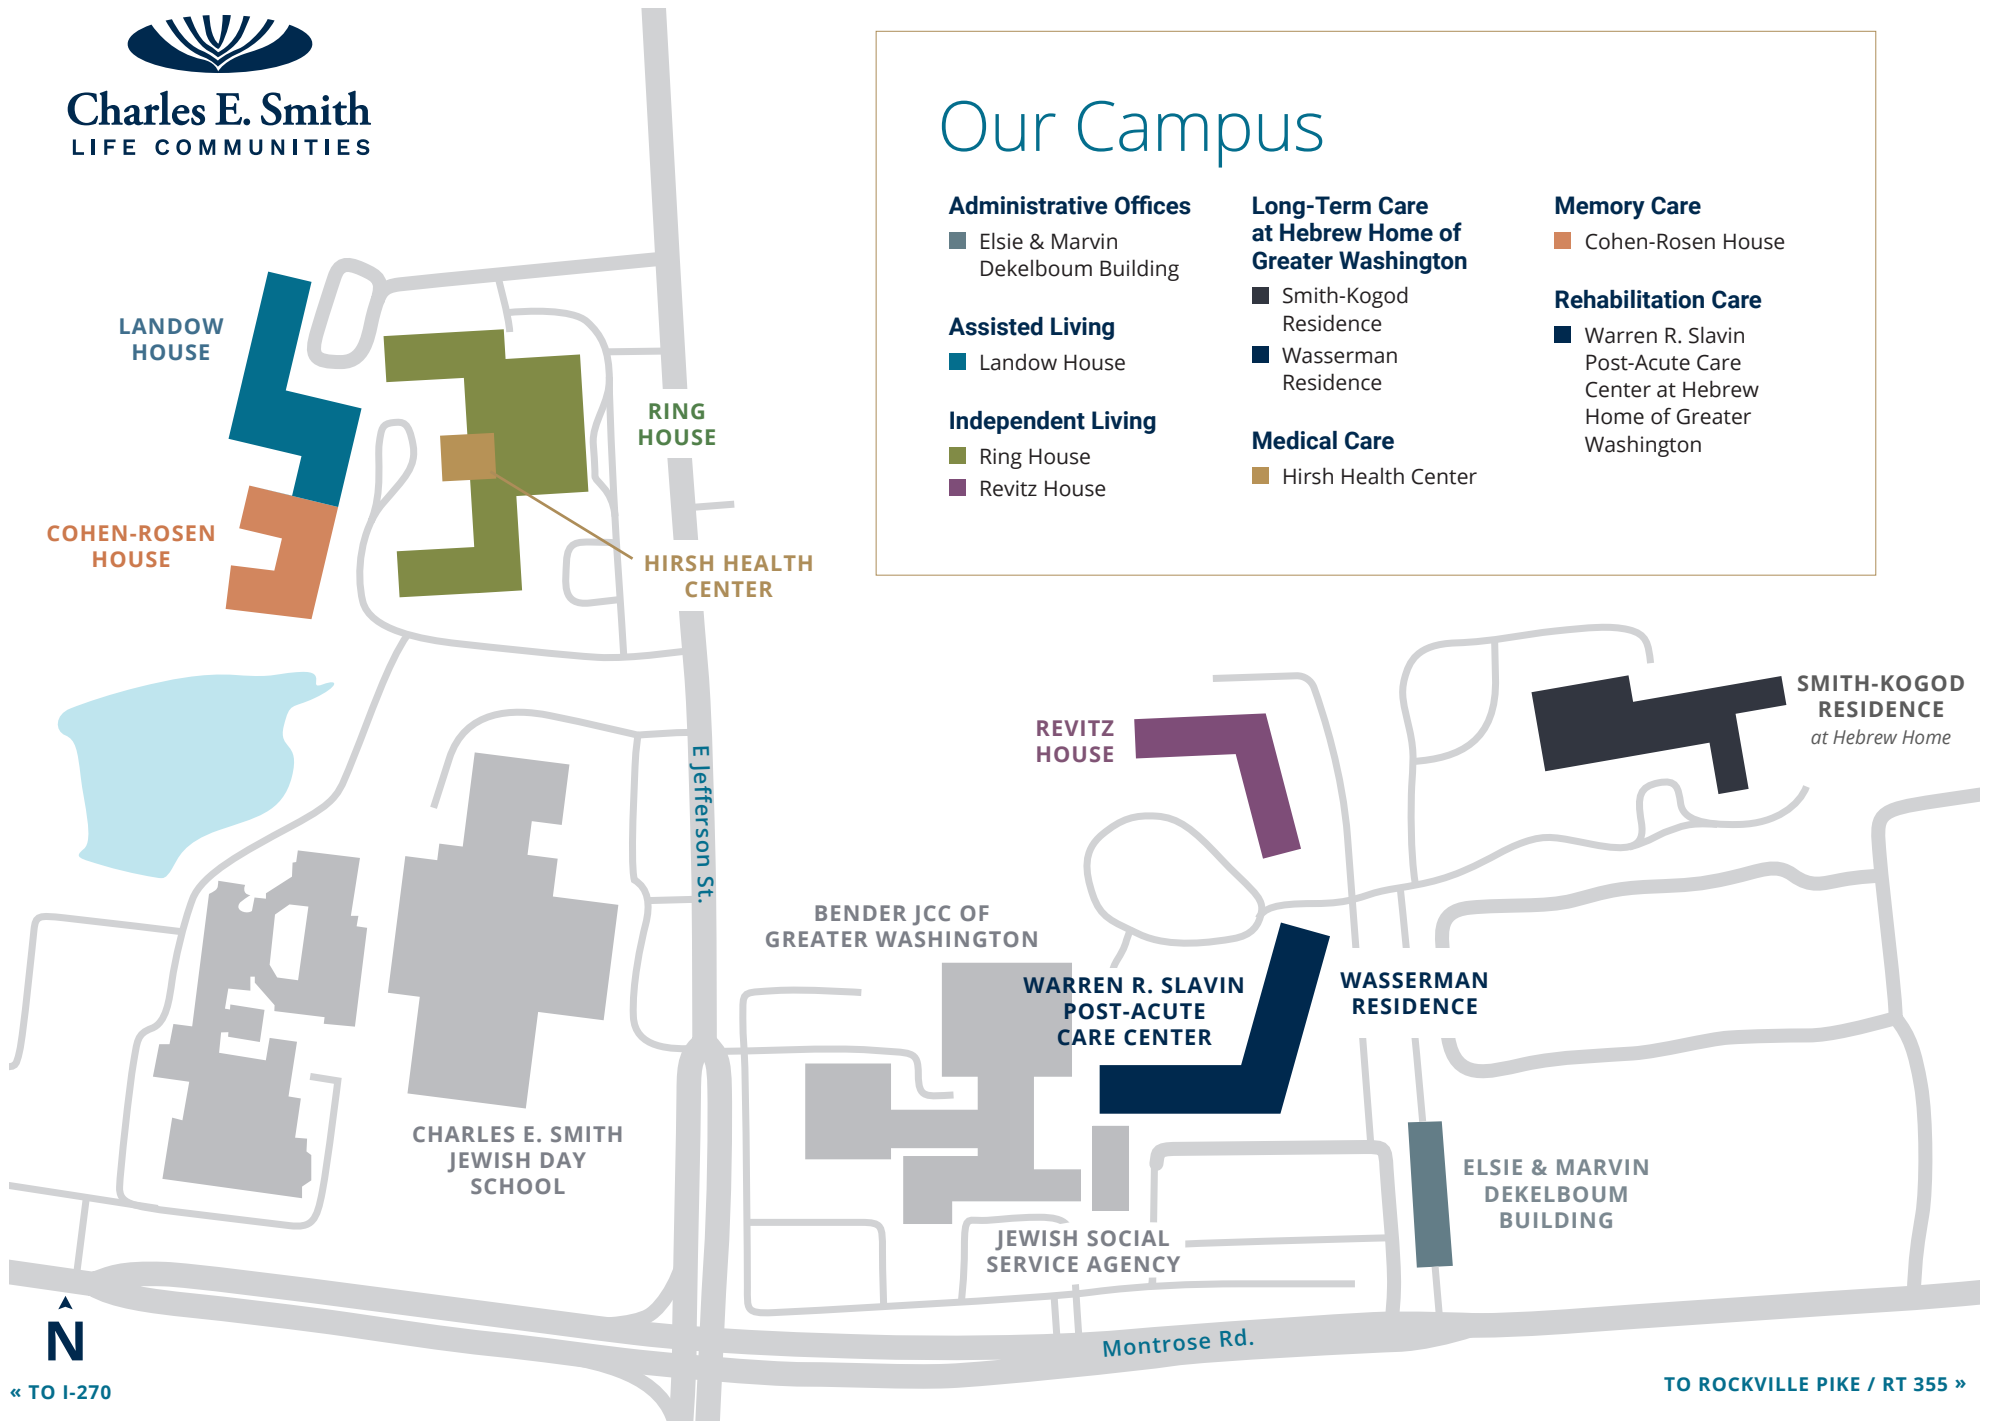 Charles E. Smith
LIFE COMMUNITIES
Our Campus
Administrative Offices
Elsie & Marvin
Dekelboum Building
Assisted Living
Landow House
Independent Living
Ring House
Revitz House
Long-Term Care
at Hebrew Home of
Greater Washington
Smith-Kogod
Residence
Wasserman
Residence
Medical Care
Hirsh Health Center
Memory Care
Cohen-Rosen House
Rehabilitation Care
Warren R. Slavin
Post-Acute Care
Center at Hebrew
Home of Greater
Washington
LANDOW
HOUSE
RING
HOUSE
COHEN-ROSEN
HOUSE
HIRSH HEALTH
CENTER
SMITH-KOGOD
RESIDENCE
at Hebrew Home
REVITZ
HOUSE
E Jefferson St.
BENDER JCC OF
GREATER WASHINGTON
WARREN R. SLAVIN
POST-ACUTE
CARE CENTER
WASSERMAN
RESIDENCE
CHARLES E. SMITH
JEWISH DAY
SCHOOL
ELSIE & MARVIN
DEKELBOUM
BUILDING
JEWISH SOCIAL
SERVICE AGENCY
N
Montrose Rd.
« TO I-270
TO ROCKVILLE PIKE / RT 355 »